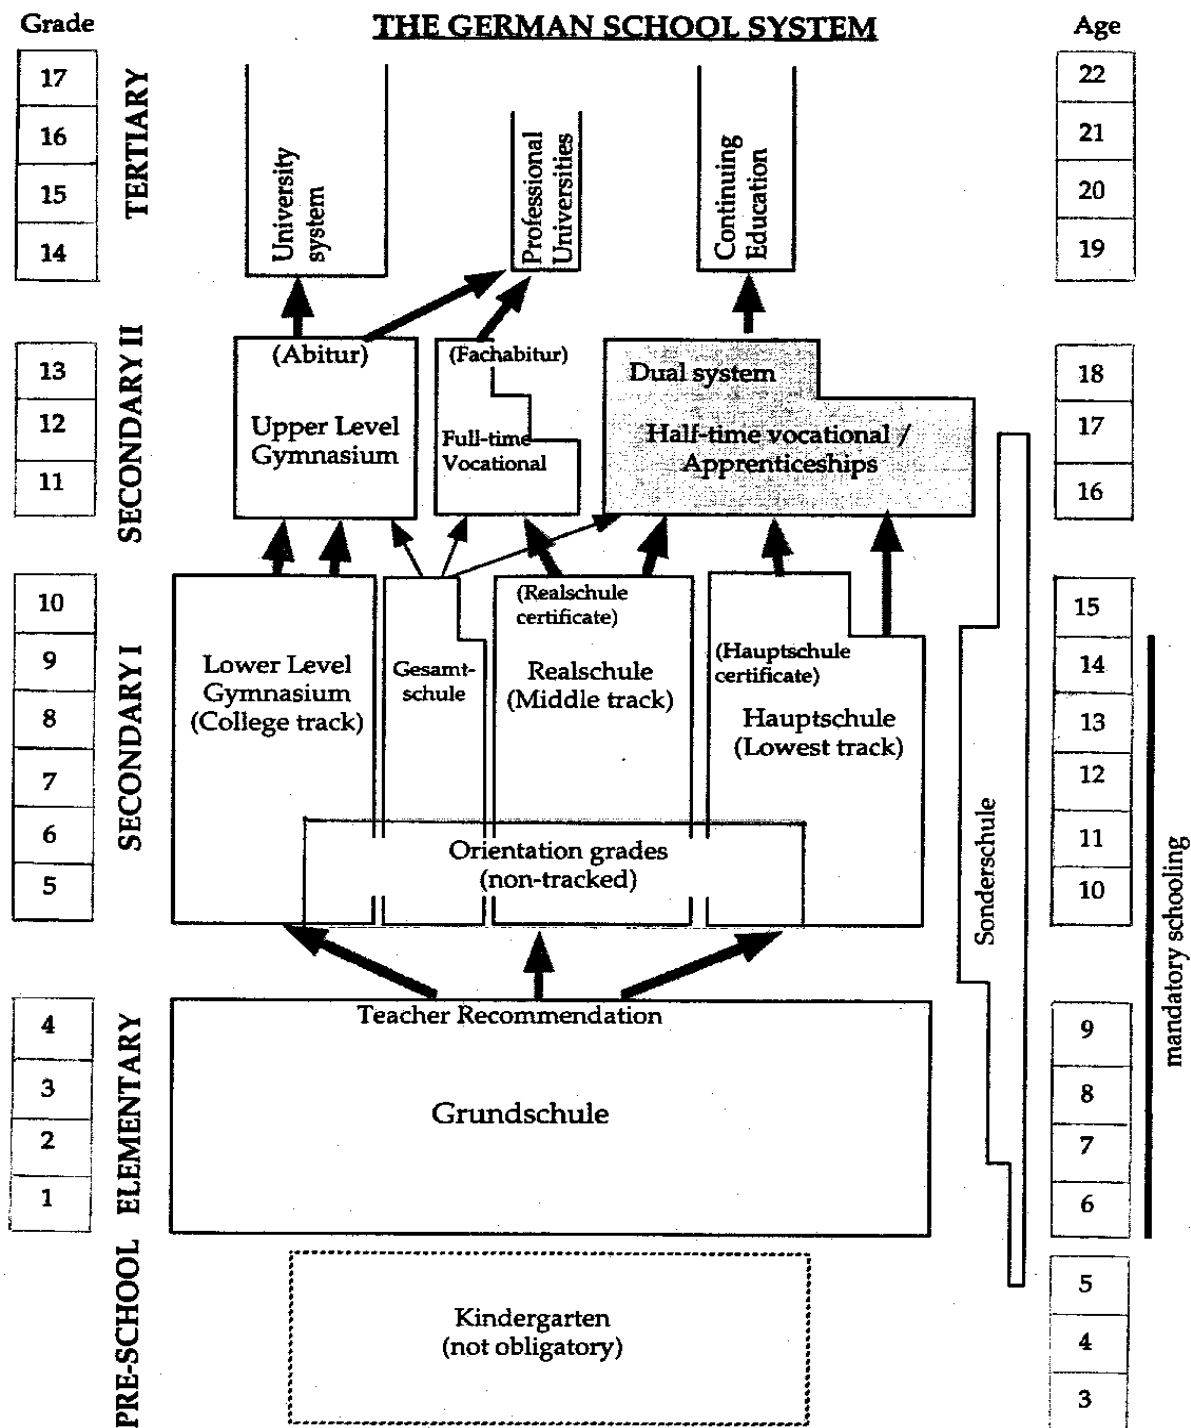 Grade
THE GERMAN SCHOOL SYSTEM
Age
17
16
15
14
TERTIARY
University
system
Professional
Universities
Continuing
Education
22
21
20
19
13
12
11
SECONDARY II
(Abitur)
Upper Level
Gymnasium
(Fachabitur)
Full-time
Vocational
Dual system
Half-time vocational /
Apprenticeships
18
17
16
10
9
8
7
6
5
SECONDARY I
Lower Level
Gymnasium
(College track)
Gesamt-
schule
(Realschule
certificate)
Realschule
(Middle track)
(Hauptschule
certificate)
Hauptschule
(Lowest track)
Orientation grades
(non-tracked)
Sonderschule
15
14
13
12
11
10
mandatory schooling
4
3
2
1
ELEMENTARY
Teacher Recommendation
Grundschule
9
8
7
6
PRE-SCHOOL
Kindergarten
(not obligatory)
5
4
3